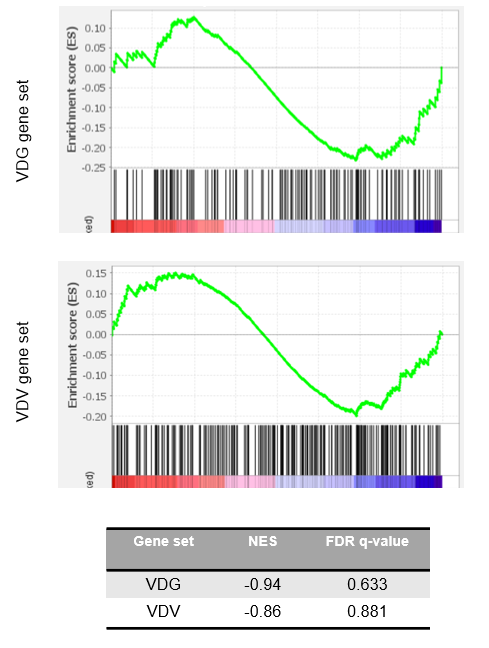 VDG gene set
Enrichment score (ES)
0.10
0.05
0.00
-0.05
-0.10
-0.15
-0.20
-0.25
ked)
VDV gene set
Enrichment score (ES)
0.15
0.10
0.05
0.00
-0.05
-0.10
-0.15
-0.20
ked)
Gene set NES FDR q-value
VDG -0.94 0.633
VDV -0.86 0.881